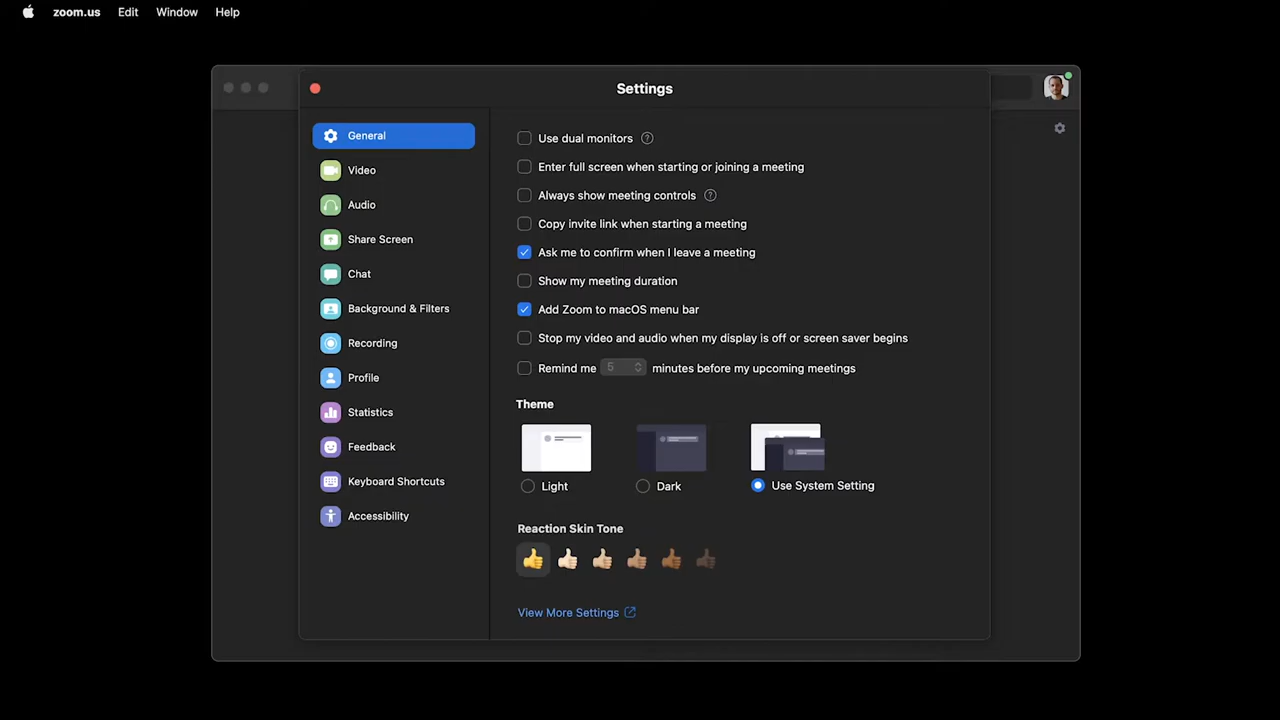 zoom.us Edit Window Help
Settings
General
Video
Audio
Share Screen
Chat
Background & Filters
Recording
Profile
Statistics
Feedback
Keyboard Shortcuts
Accessibility
Use dual monitors ?
Enter full screen when starting or joining a meeting
Always show meeting controls ?
Copy invite link when starting a meeting
Ask me to confirm when I leave a meeting
Show my meeting duration
Add Zoom to macOS menu bar
Stop my video and audio when my display is off or screen saver begins
Remind me 5 minutes before my upcoming meetings
Theme
Light Dark Use System Setting
Reaction Skin Tone
View More Settings